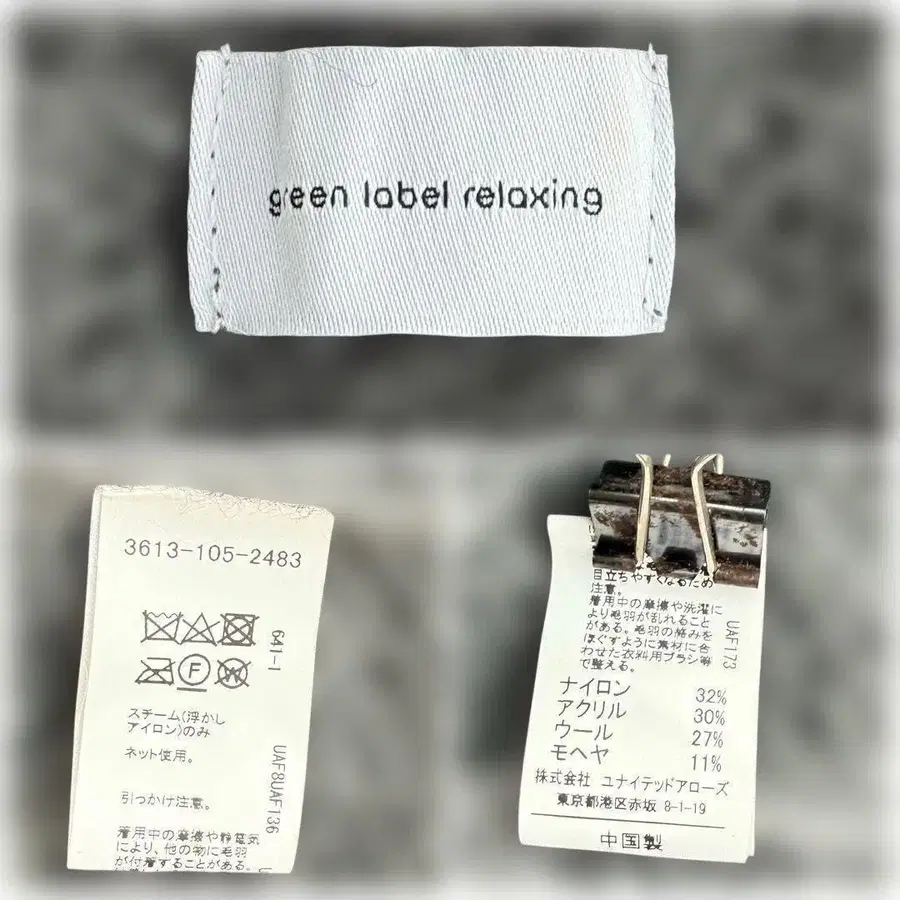 green label relaxing
3613-105-2483
641-1
F
W
スチーム(浮かし
アイロン)のみ
ネット使用。
引っかけ注意。
UAF8UAF136
着用中の摩擦や静電気
により、他の物に毛羽
が付着することがある。
目立ちやすくなるため
注意。
着用中の摩擦や洗濯に
より毛羽が乱れること
がある。毛羽の絡みを
ほぐすように素材に合
わせた衣料用ブラシ等
で整える。
UAF173
ナイロン 32%
アクリル 30%
ウール 27%
モヘヤ 11%
株式会社 ユナイテッドアローズ
東京都港区赤坂 8-1-19
中国製